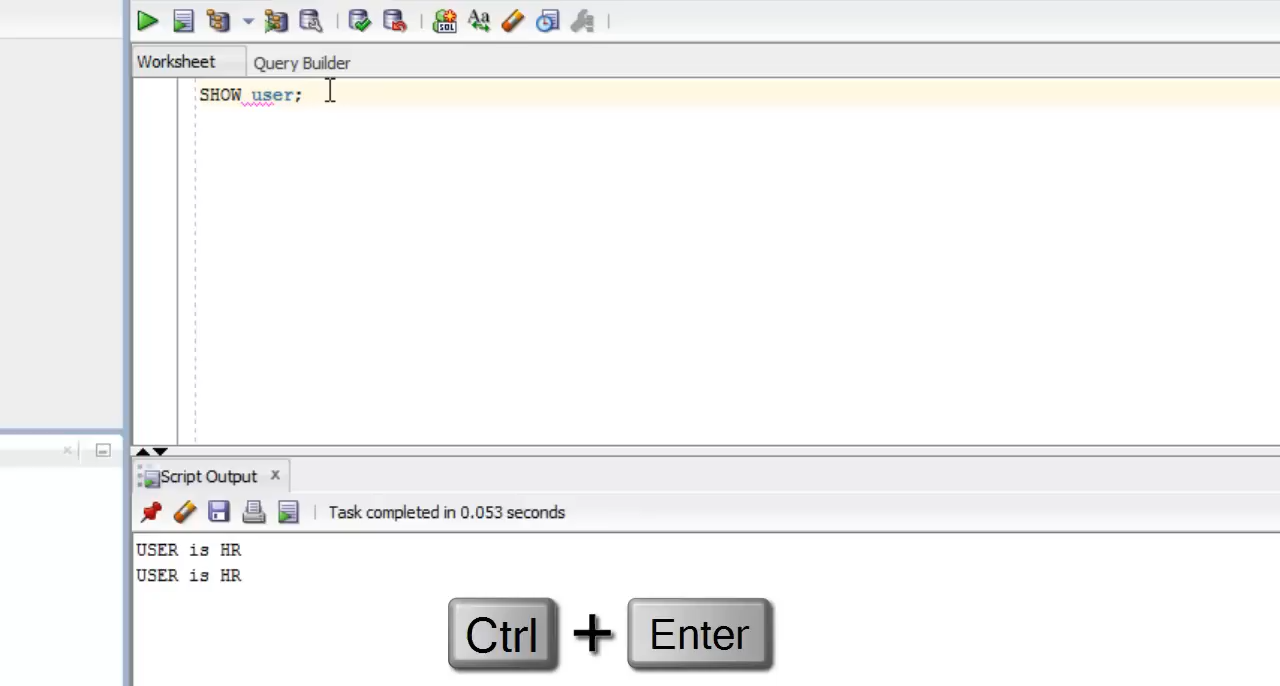 Worksheet
Query Builder
SHOW user;
Script Output
Task completed in 0.053 seconds
USER is HR
USER is HR
Ctrl + Enter